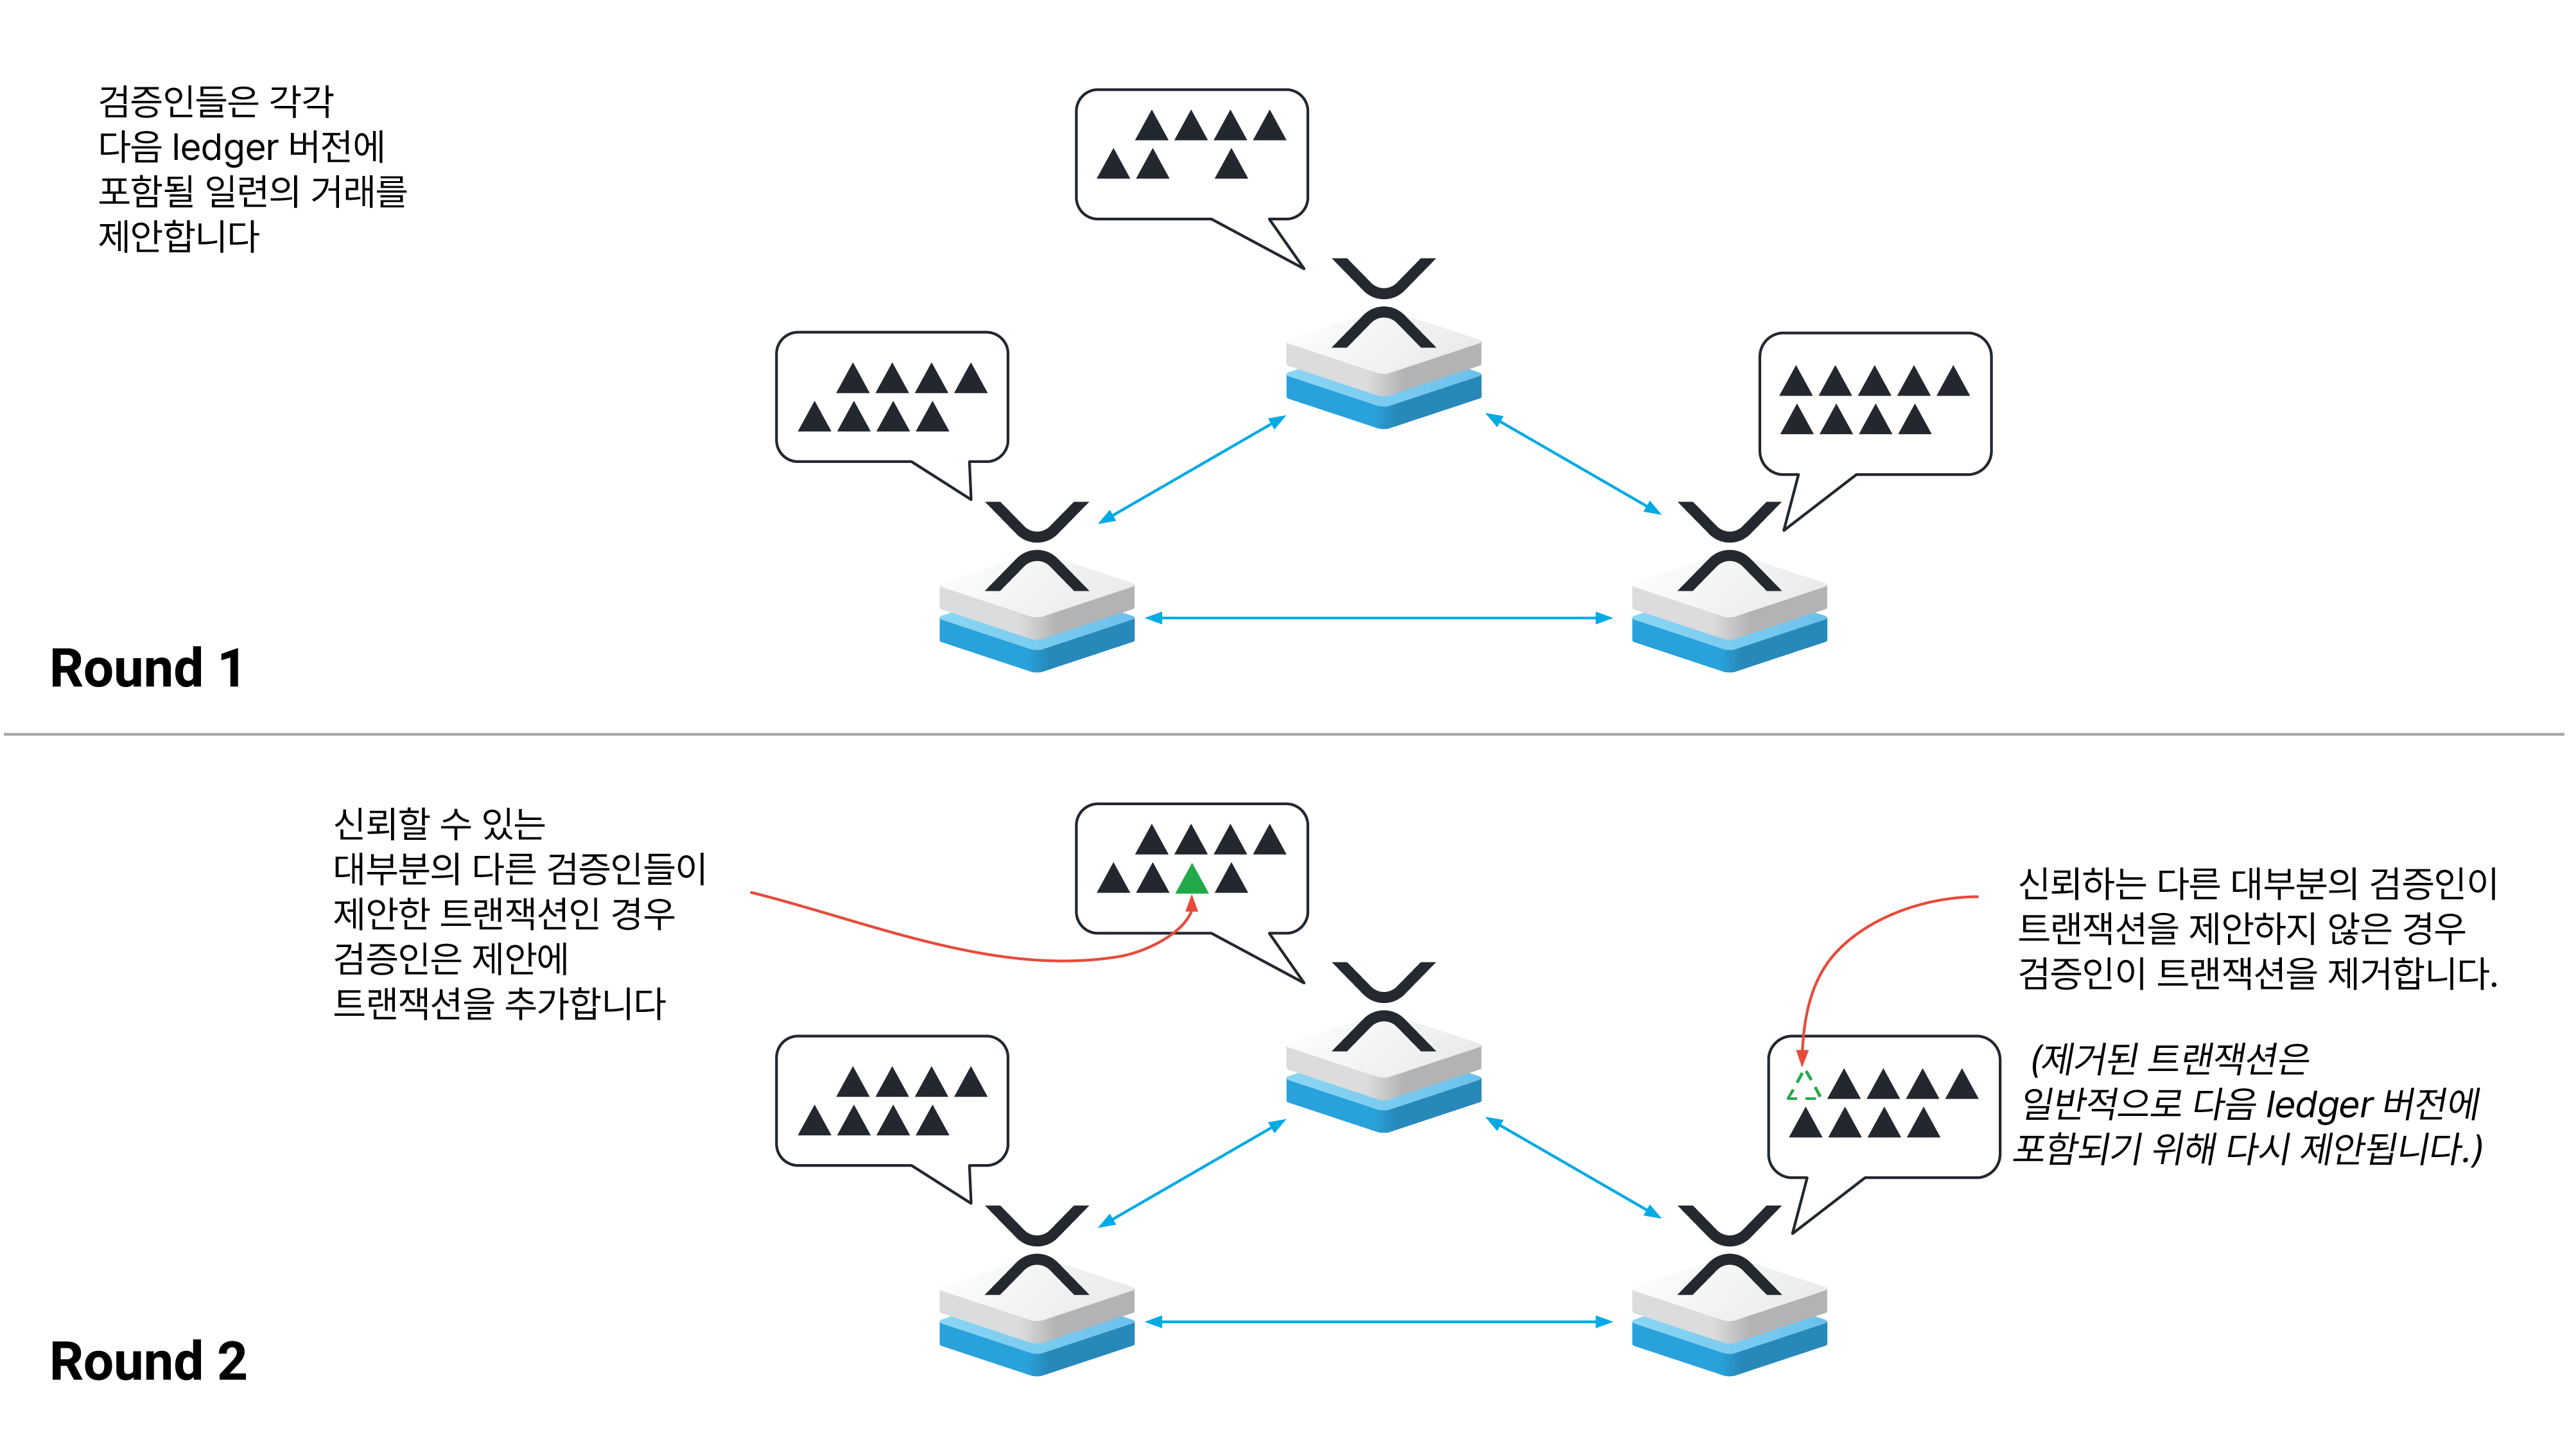 검증인들은 각각
다음 ledger 버전에
포함될 일련의 거래를
제안합니다
Round 1
신뢰할 수 있는
대부분의 다른 검증인들이
제안한 트랜잭션인 경우
검증인은 제안에
트랜잭션을 추가합니다
신뢰하는 다른 대부분의 검증인이
트랜잭션을 제안하지 않은 경우
검증인이 트랜잭션을 제거합니다.
(제거된 트랜잭션은
일반적으로 다음 ledger 버전에
포함되기 위해 다시 제안됩니다.)
Round 2